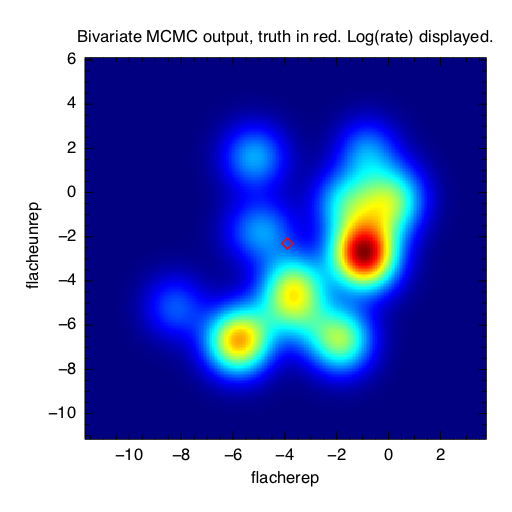 Bivariate MCMC output, truth in red. Log(rate) displayed.
6
4
2
0
−2
−4
−6
−8
−10
flacheunrep
−10 −8 −6 −4 −2 0 2
flacherep